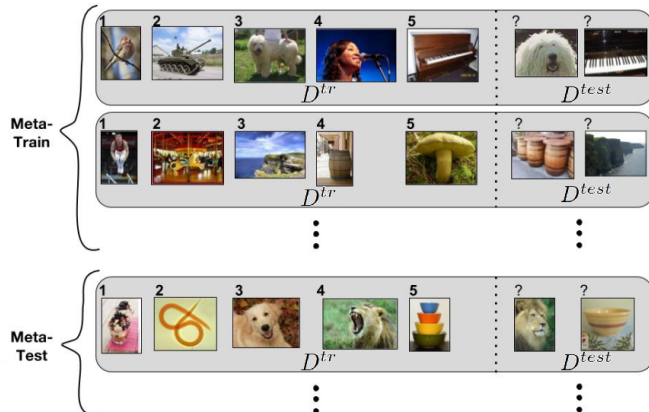 1 2 3 4 5 ? ?
D^{tr} D^{test}
Meta-
Train
1 2 3 4 5 ? ?
D^{tr} D^{test}
Meta-
Test
1 2 3 4 5 ? ?
D^{tr} D^{test}